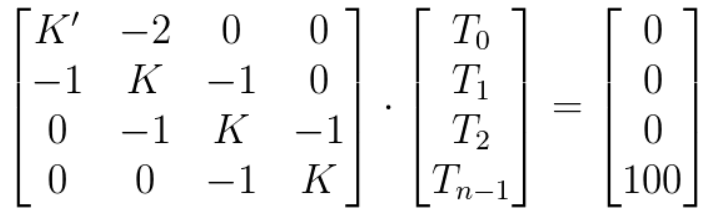 K′ −2 0 0 T₀ 0
−1 K −1 0 T₁ 0
0 −1 K −1 · T₂ = 0
0 0 −1 K Tₙ₋₁ 100